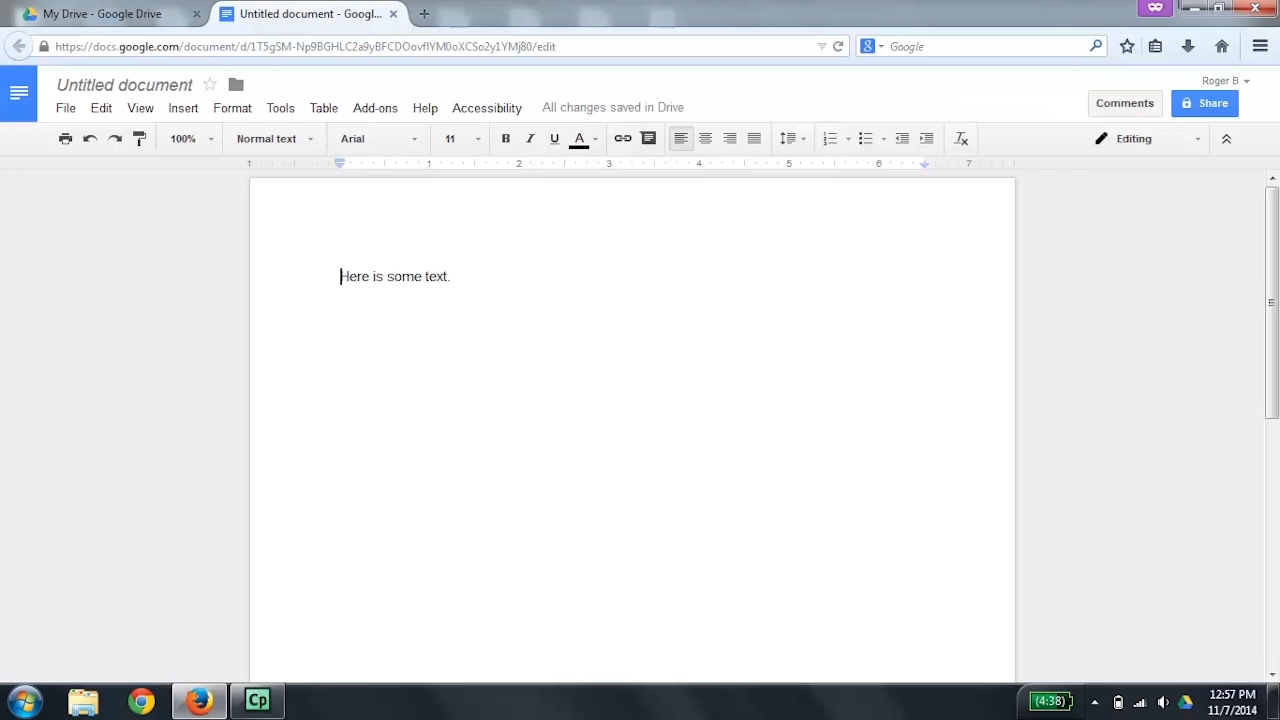 My Drive - Google Drive
Untitled document - Googl...
https://docs.google.com/document/d/1T5gSM-Np9BGHLC2a9yBFCDOovfIYM0oXCSo2y1YMj80/edit
Google
Untitled document
Roger B
File Edit View Insert Format Tools Table Add-ons Help Accessibility All changes saved in Drive
Comments
Share
100% Normal text Arial 11 B I U A Editing
1 1 2 3 4 5 6 7
Here is some text.
Cp
(4:38)
12:57 PM
11/7/2014